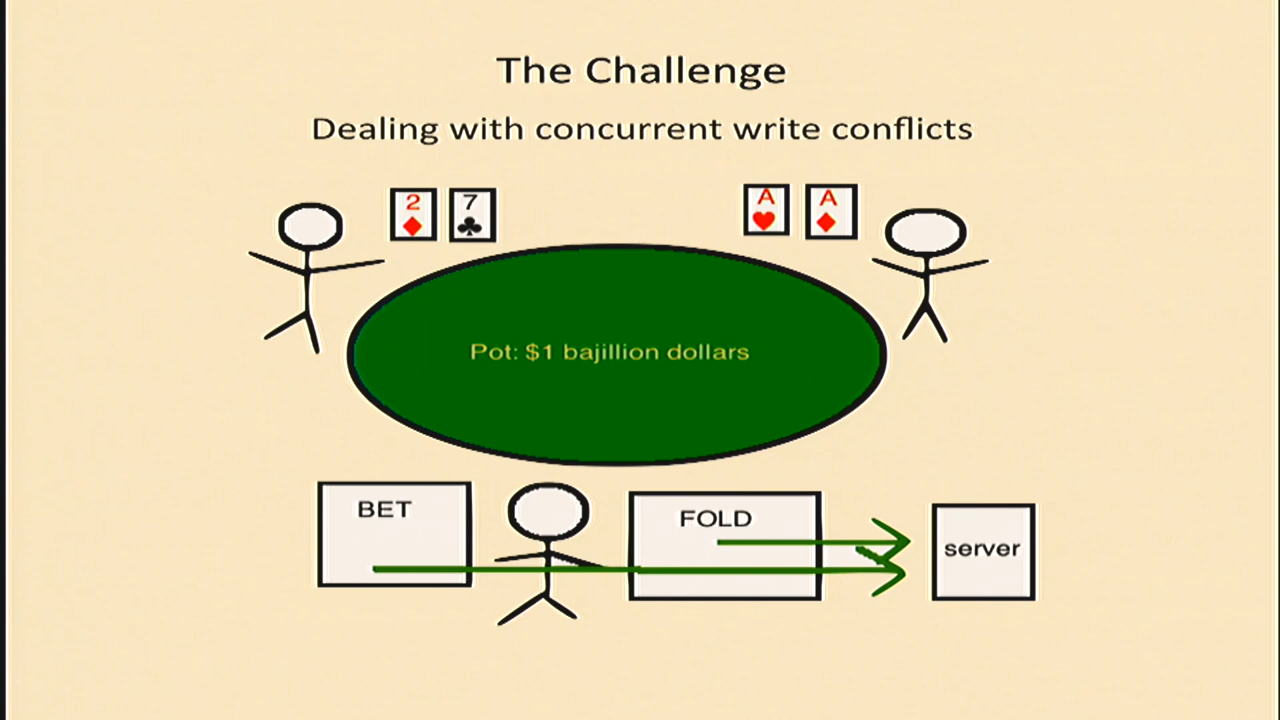 The Challenge
Dealing with concurrent write conflicts
2 7 A A
Pot: $1 bajillion dollars
BET
FOLD
server